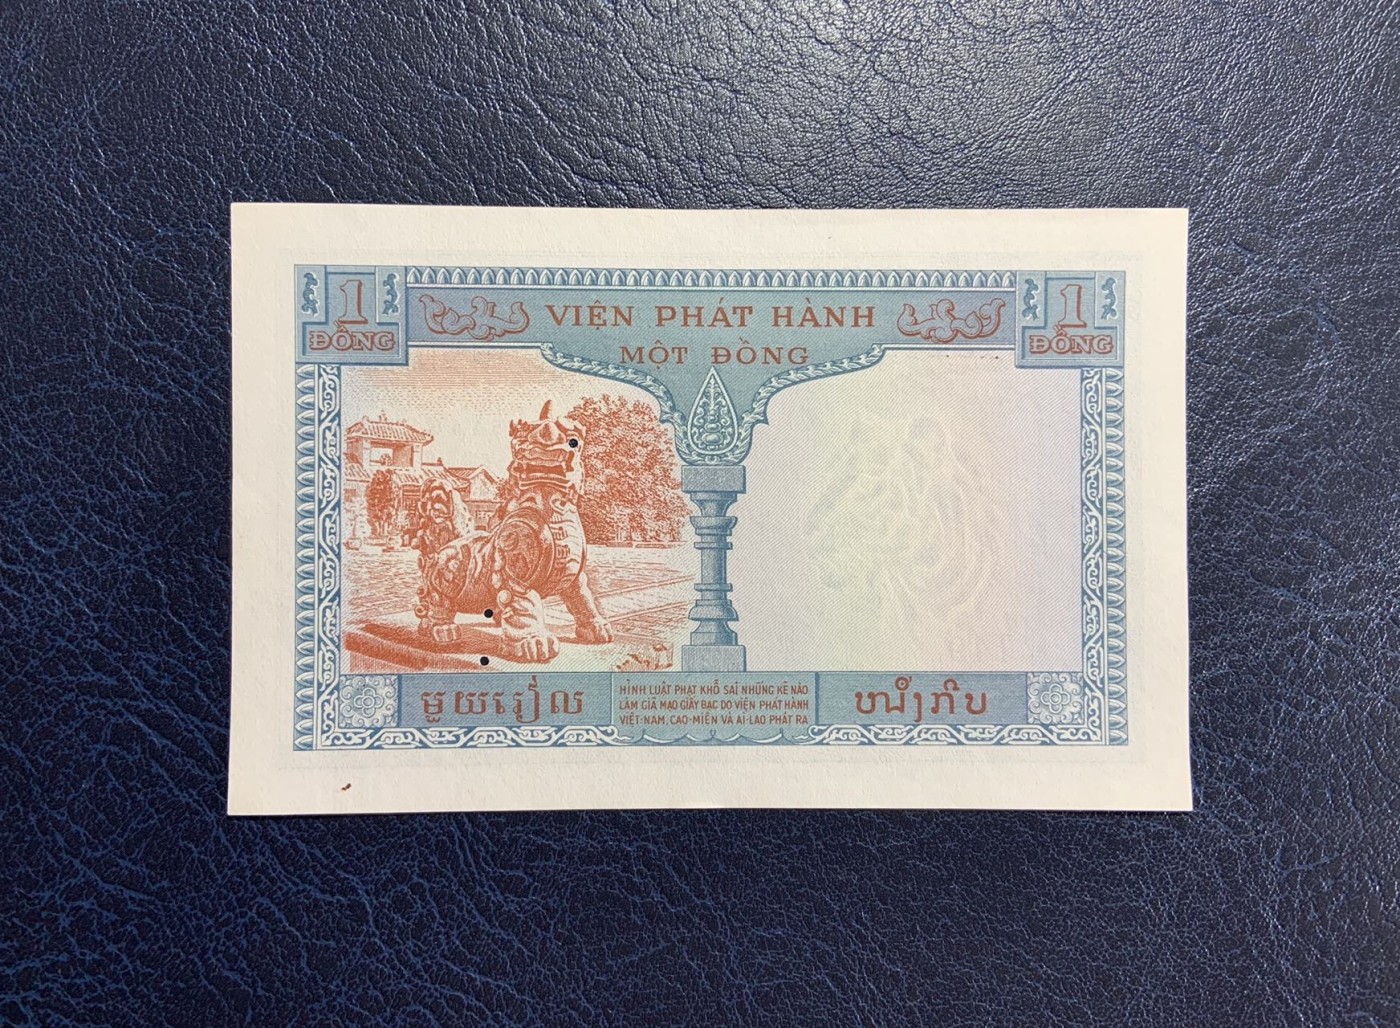 1
ĐỒNG
VIỆN PHÁT HÀNH
MỘT ĐỒNG
1
ĐỒNG
មួយរៀល
HÌNH LUẬT PHẠT KHỔ SAI NHỮNG KẺ NÀO
LÀM GIẢ MẠO GIẤY BẠC DO VIỆN PHÁT HÀNH
VIỆT-NAM, CAO-MIÊN VÀ AI-LAO PHÁT RA
ໜຶ່ງກີບ